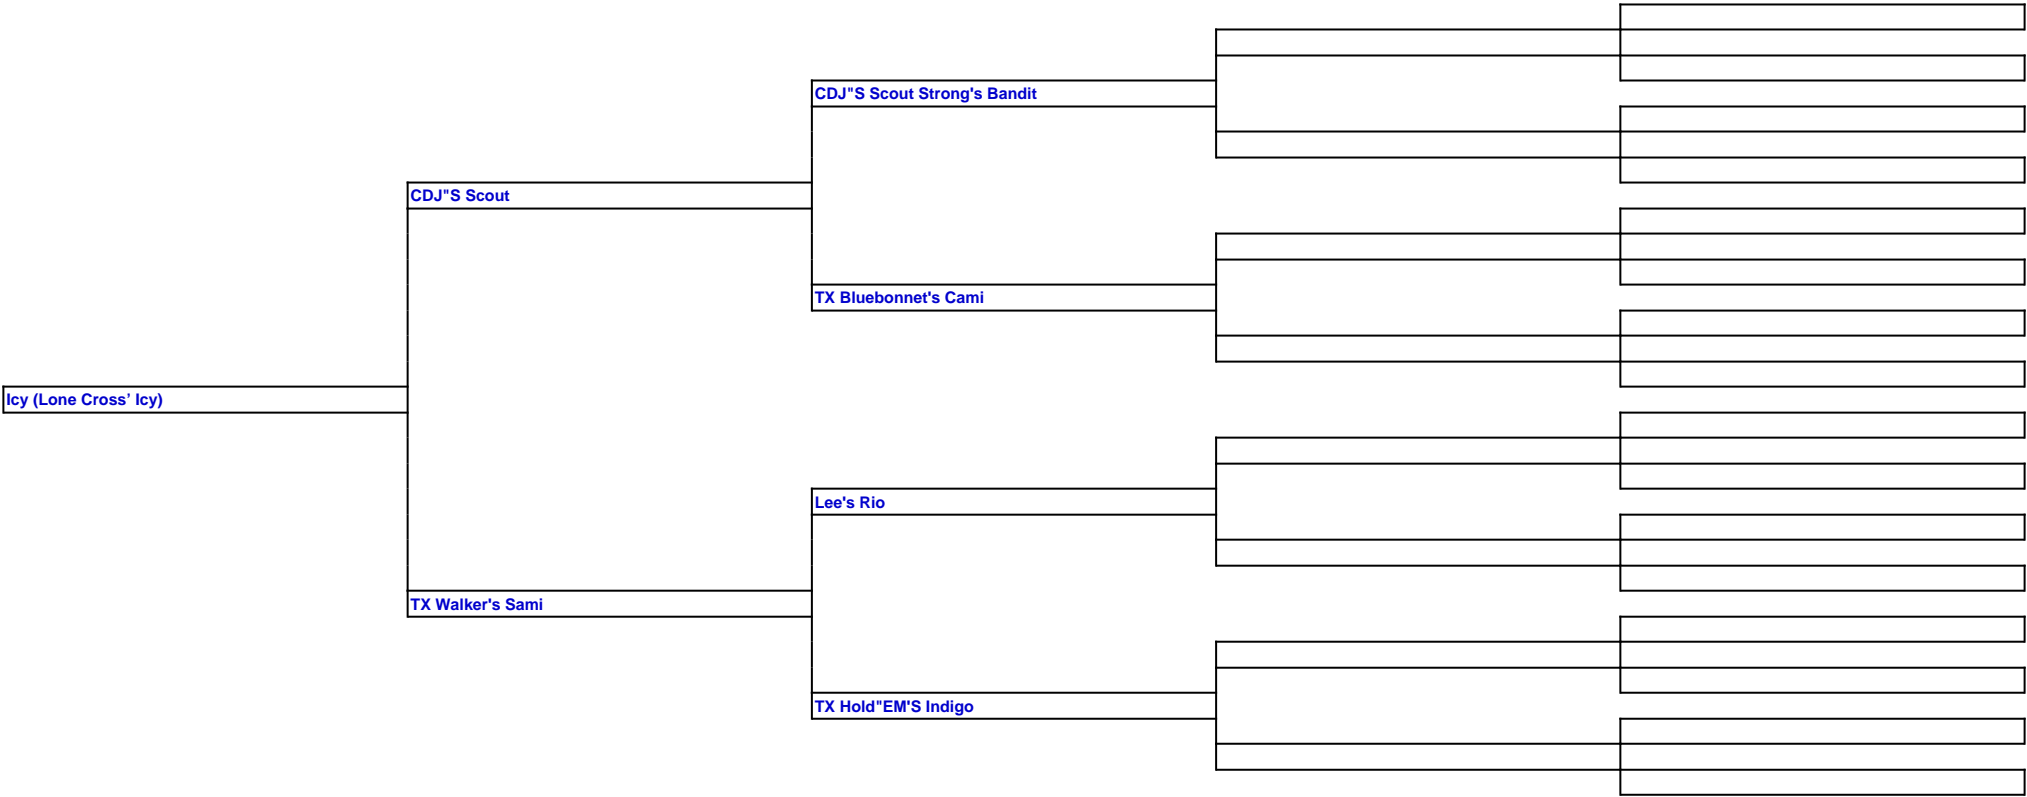 CDJ"S Scout Strong's Bandit
CDJ"S Scout
TX Bluebonnet's Cami
Icy (Lone Cross’ Icy)
Lee's Rio
TX Walker's Sami
TX Hold"EM'S Indigo